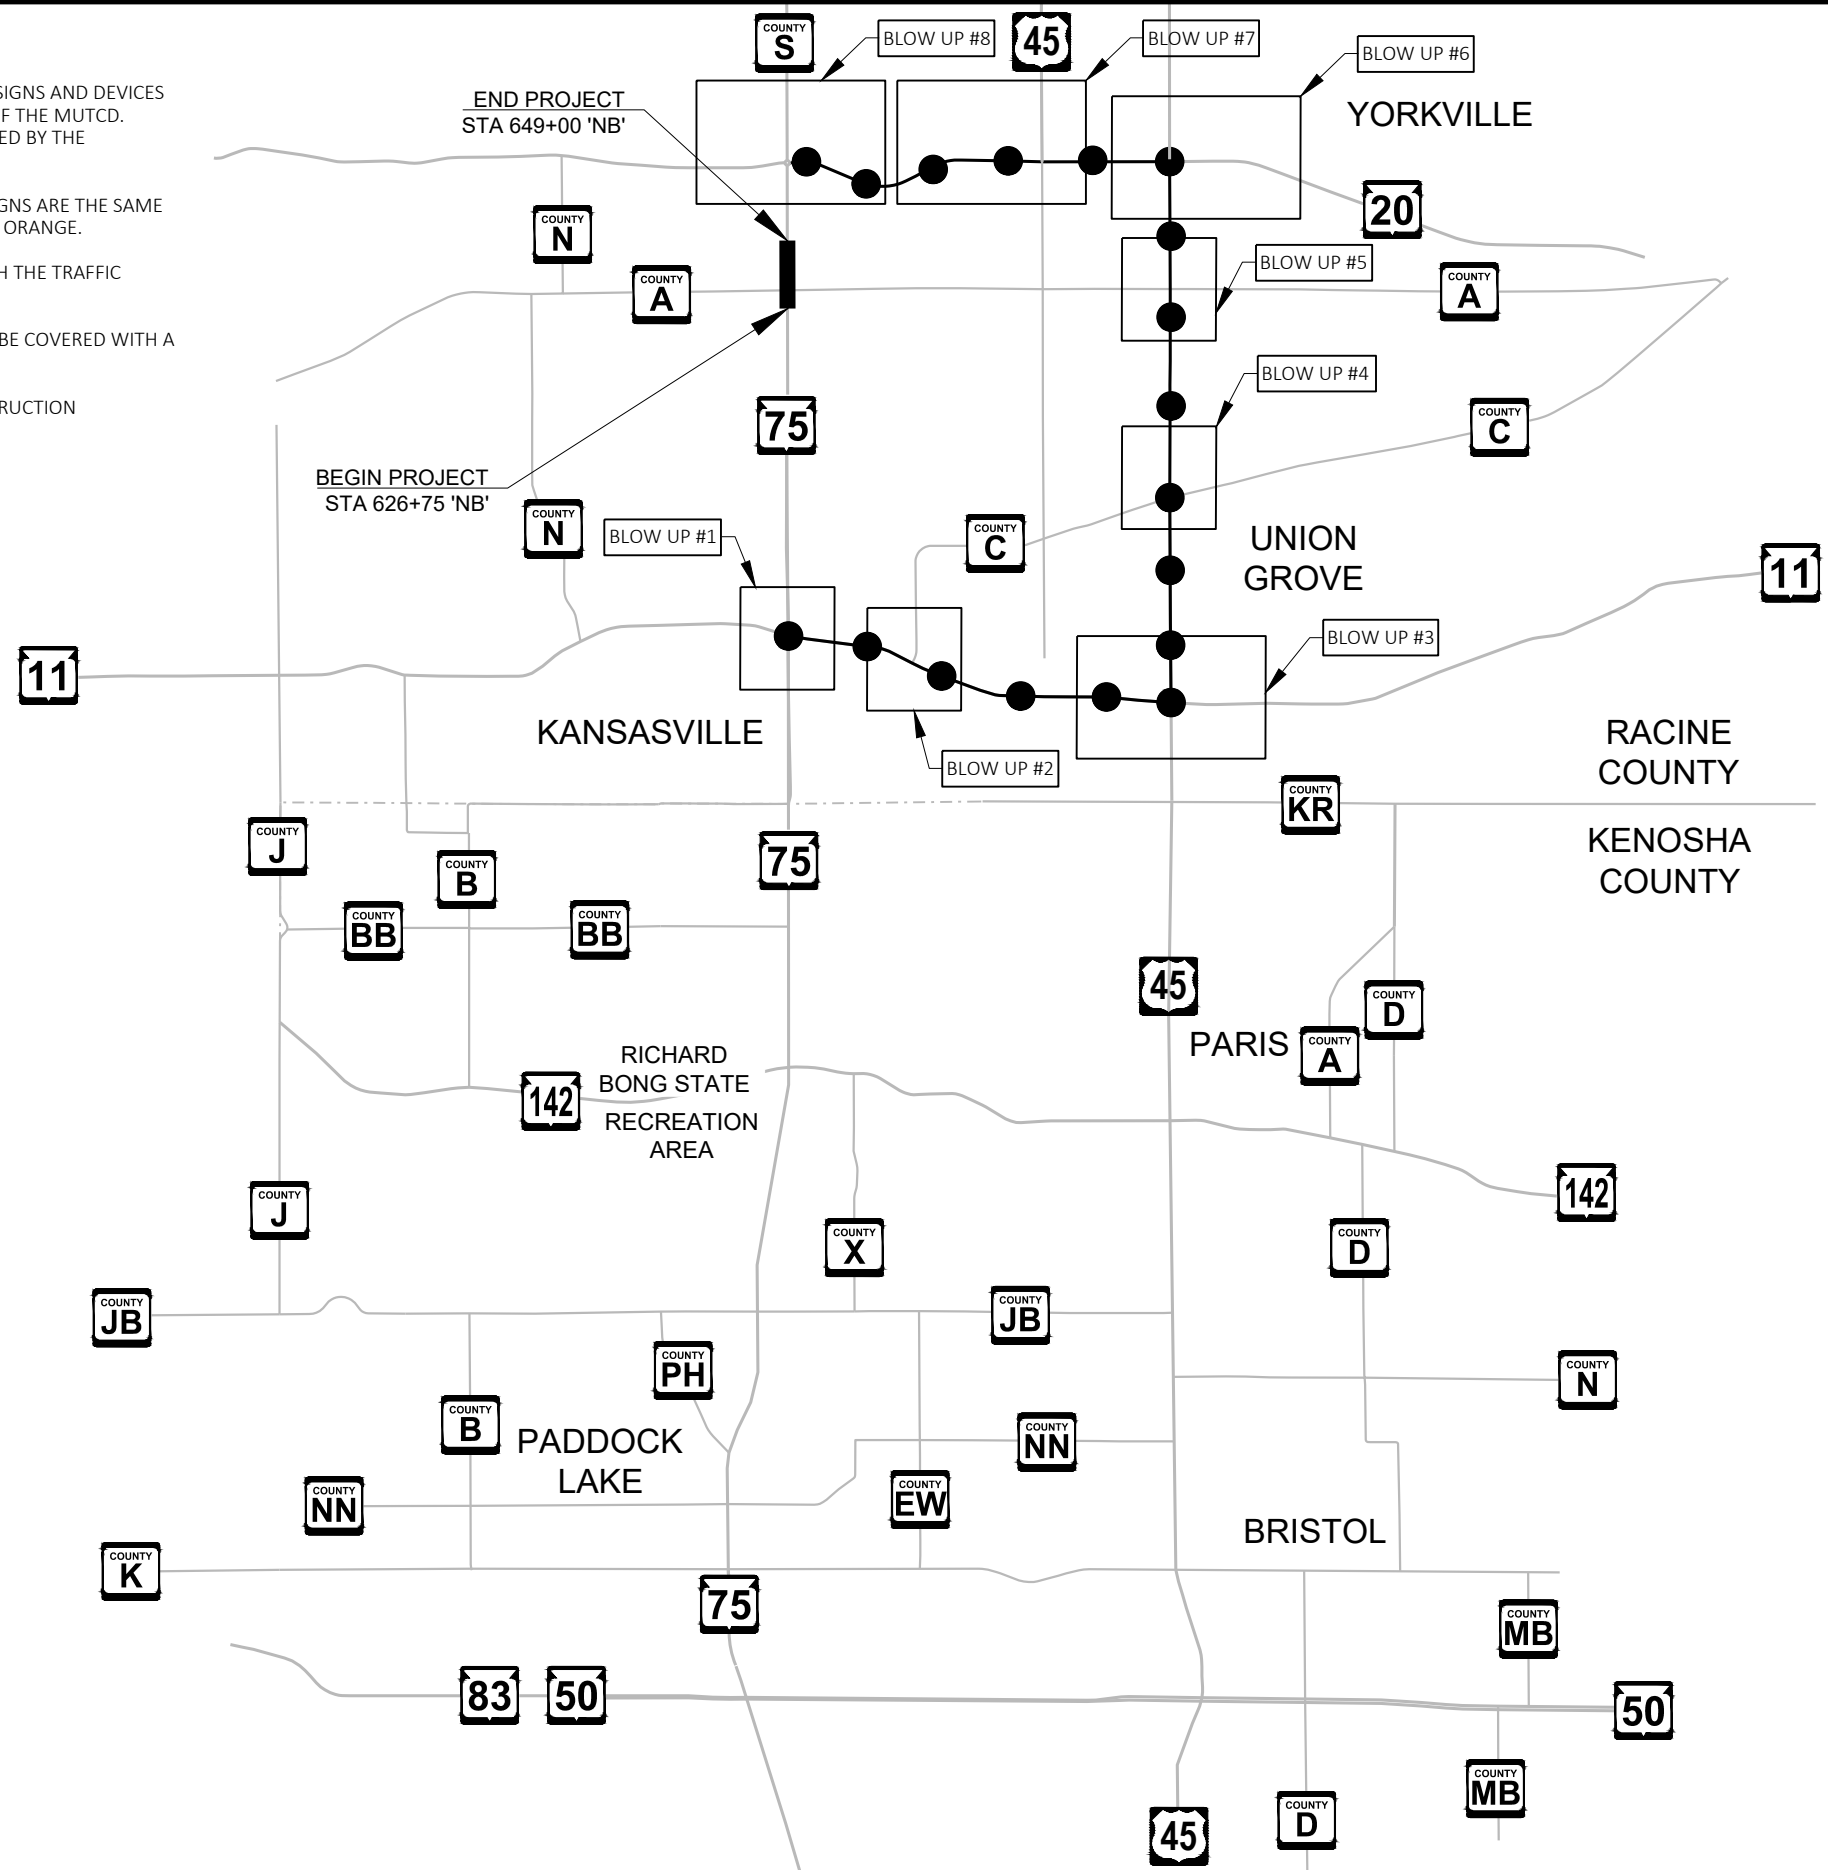 COUNTY
S
BLOW UP #8
45
BLOW UP #7
BLOW UP #6
SIGNS AND DEVICES
OF THE MUTCD.
ED BY THE
END PROJECT
STA 649+00 'NB'
YORKVILLE
GNS ARE THE SAME
ORANGE.
COUNTY
N
20
H THE TRAFFIC
COUNTY
A
BLOW UP #5
COUNTY
A
BE COVERED WITH A
BLOW UP #4
RUCTION
75
COUNTY
C
BEGIN PROJECT
STA 626+75 'NB'
COUNTY
N
BLOW UP #1
COUNTY
C
UNION
GROVE
11
11
BLOW UP #3
KANSASVILLE
BLOW UP #2
RACINE
COUNTY
COUNTY
KR
KENOSHA
COUNTY
COUNTY
J
COUNTY
B
75
COUNTY
BB
COUNTY
BB
45
COUNTY
D
PARIS
COUNTY
A
RICHARD
BONG STATE
RECREATION
AREA
142
142
COUNTY
J
COUNTY
X
COUNTY
D
COUNTY
JB
COUNTY
JB
COUNTY
PH
COUNTY
N
COUNTY
B
PADDOCK
LAKE
COUNTY
NN
COUNTY
NN
COUNTY
EW
BRISTOL
COUNTY
K
75
COUNTY
MB
83
50
50
COUNTY
MB
45
COUNTY
D